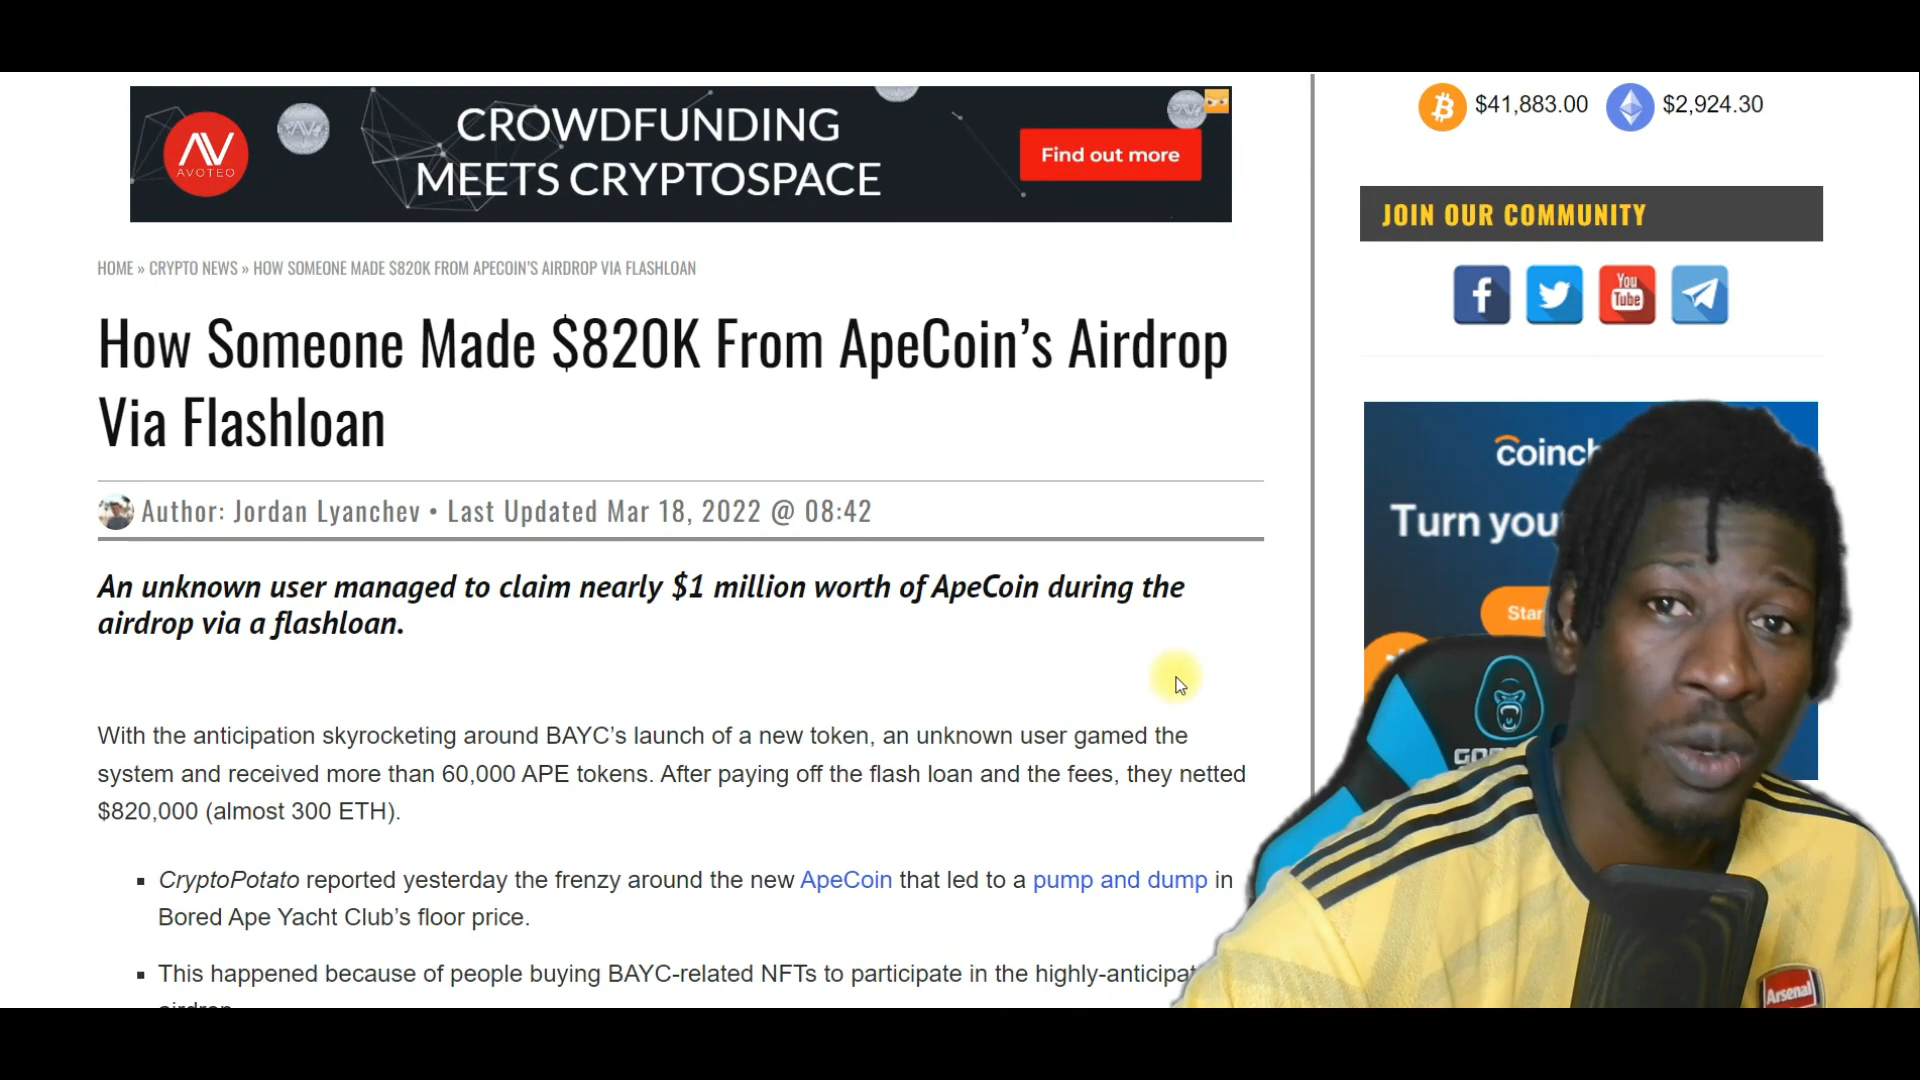 AVOTEO
CROWDFUNDING
MEETS CRYPTOSPACE
Find out more
$41,883.00
$2,924.30
JOIN OUR COMMUNITY
You
Tube
HOME » CRYPTO NEWS » HOW SOMEONE MADE $820K FROM APECOIN'S AIRDROP VIA FLASHLOAN
How Someone Made $820K From ApeCoin's Airdrop
Via Flashloan
Author: Jordan Lyanchev • Last Updated Mar 18, 2022 @ 08:42
An unknown user managed to claim nearly $1 million worth of ApeCoin during the
airdrop via a flashloan.
With the anticipation skyrocketing around BAYC's launch of a new token, an unknown user gamed the
system and received more than 60,000 APE tokens. After paying off the flash loan and the fees, they netted
$820,000 (almost 300 ETH).
▪ CryptoPotato reported yesterday the frenzy around the new ApeCoin that led to a pump and dump in
Bored Ape Yacht Club's floor price.
▪ This happened because of people buying BAYC-related NFTs to participate in the highly-anticipat
coinc
Turn you
Star
Arsenal